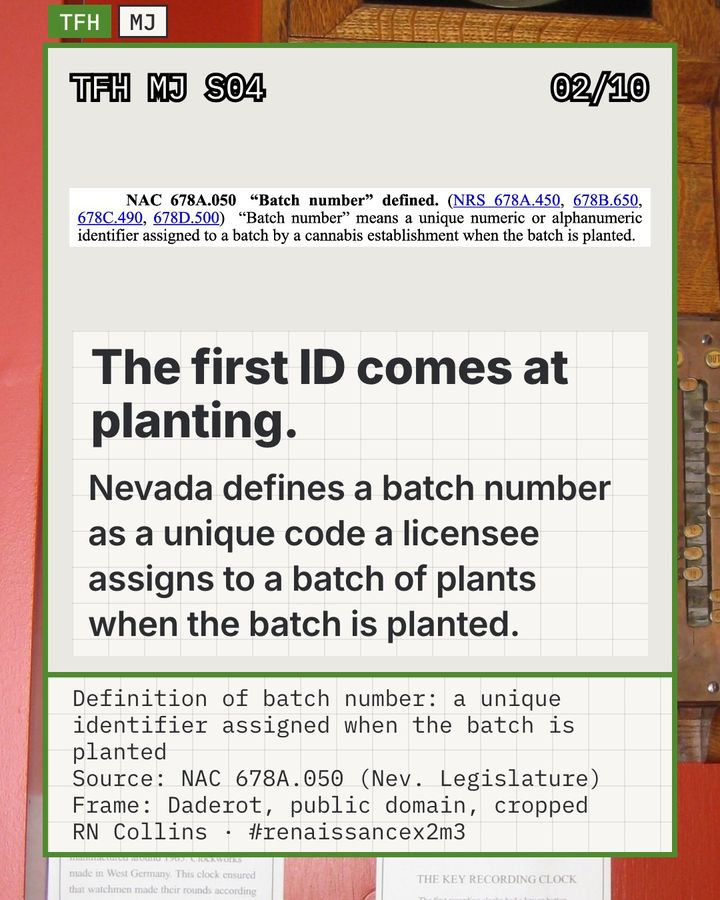 TFH MJ
TFH MJ S04 02/10
NAC 678A.050 “Batch number” defined. (NRS 678A.450, 678B.650,
678C.490, 678D.500) “Batch number” means a unique numeric or alphanumeric
identifier assigned to a batch by a cannabis establishment when the batch is planted.
The first ID comes at
planting.
Nevada defines a batch number
as a unique code a licensee
assigns to a batch of plants
when the batch is planted.
Definition of batch number: a unique
identifier assigned when the batch is
planted
Source: NAC 678A.050 (Nev. Legislature)
Frame: Daderot, public domain, cropped
RN Collins · #renaissancex2m3
made in West Germany. This clock ensured
that watchmen made their rounds according
THE KEY RECORDING CLOCK